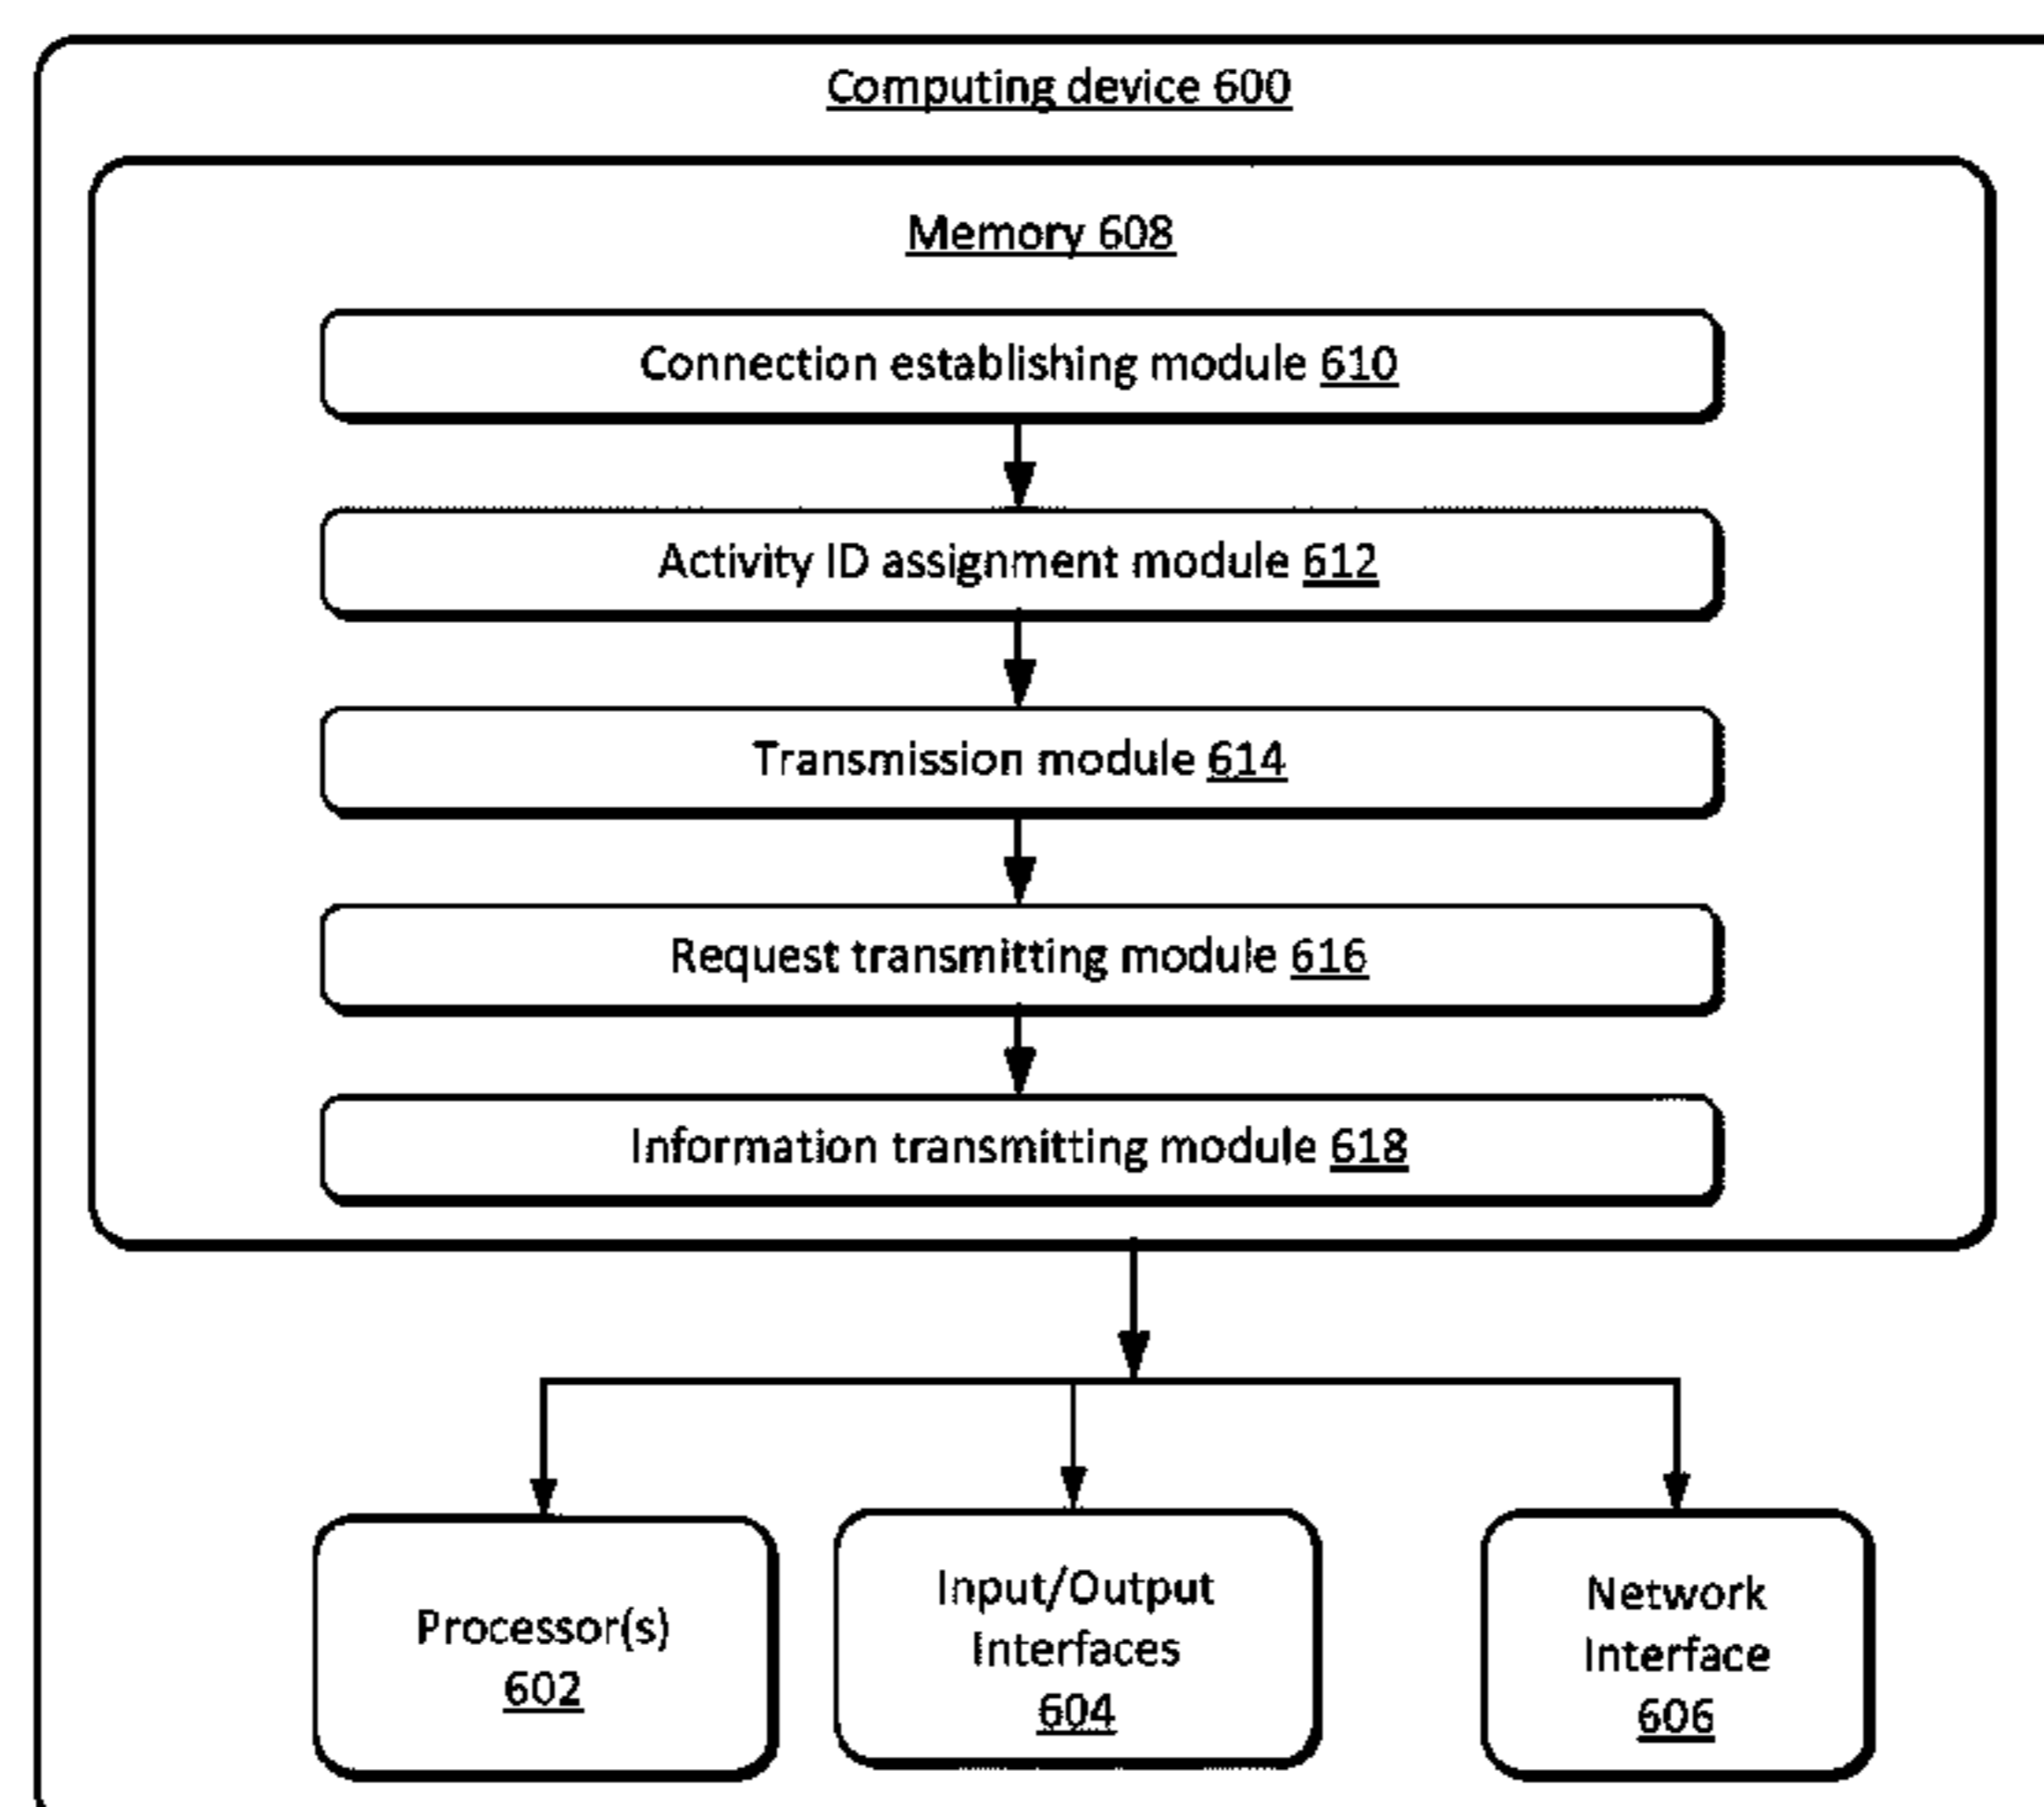 Computing device 600
Memory 608
Connection establishing module 610
Activity ID assignment module 612
Transmission module 614
Request transmitting module 616
Information transmitting module 618
Processor(s)
602
Input/Output
Interfaces
604
Network
Interface
606